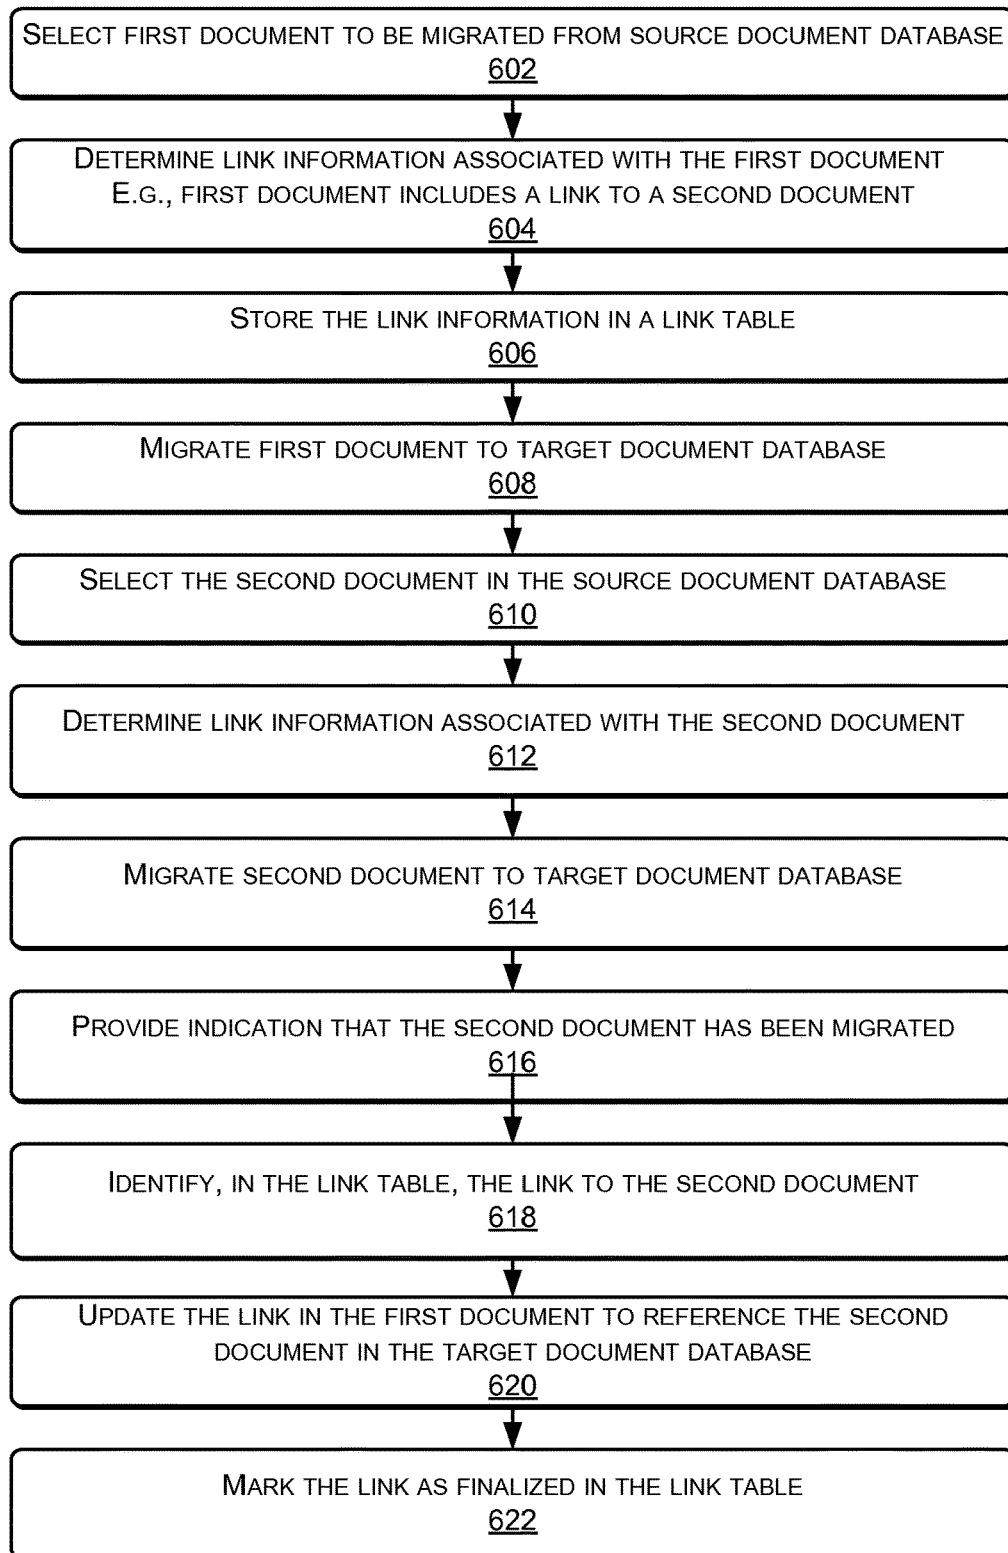 SELECT FIRST DOCUMENT TO BE MIGRATED FROM SOURCE DOCUMENT DATABASE
602
DETERMINE LINK INFORMATION ASSOCIATED WITH THE FIRST DOCUMENT
E.G., FIRST DOCUMENT INCLUDES A LINK TO A SECOND DOCUMENT
604
STORE THE LINK INFORMATION IN A LINK TABLE
606
MIGRATE FIRST DOCUMENT TO TARGET DOCUMENT DATABASE
608
SELECT THE SECOND DOCUMENT IN THE SOURCE DOCUMENT DATABASE
610
DETERMINE LINK INFORMATION ASSOCIATED WITH THE SECOND DOCUMENT
612
MIGRATE SECOND DOCUMENT TO TARGET DOCUMENT DATABASE
614
PROVIDE INDICATION THAT THE SECOND DOCUMENT HAS BEEN MIGRATED
616
IDENTIFY, IN THE LINK TABLE, THE LINK TO THE SECOND DOCUMENT
618
UPDATE THE LINK IN THE FIRST DOCUMENT TO REFERENCE THE SECOND
DOCUMENT IN THE TARGET DOCUMENT DATABASE
620
MARK THE LINK AS FINALIZED IN THE LINK TABLE
622